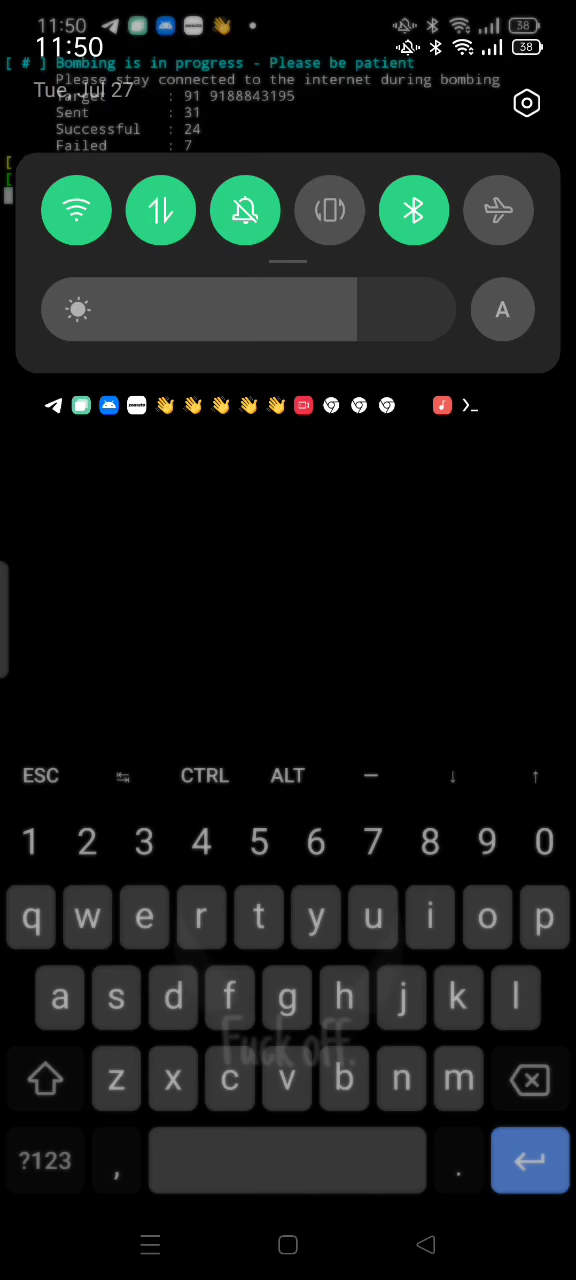 11:50
38
11:50
38
[ # ] Bombing is in progress - Please be patient
Please stay connected to the internet during bombing
Tue, Jul 27
Target : 91 9188843195
Sent : 31
Successful : 24
Failed : 7
[
[
A
zomato
>_
ESC ↹ CTRL ALT — ↓ ↑
1 2 3 4 5 6 7 8 9 0
q w e r t y u i o p
a s d f g h j k l
Fuck off.
z x c v b n m
?123 , .